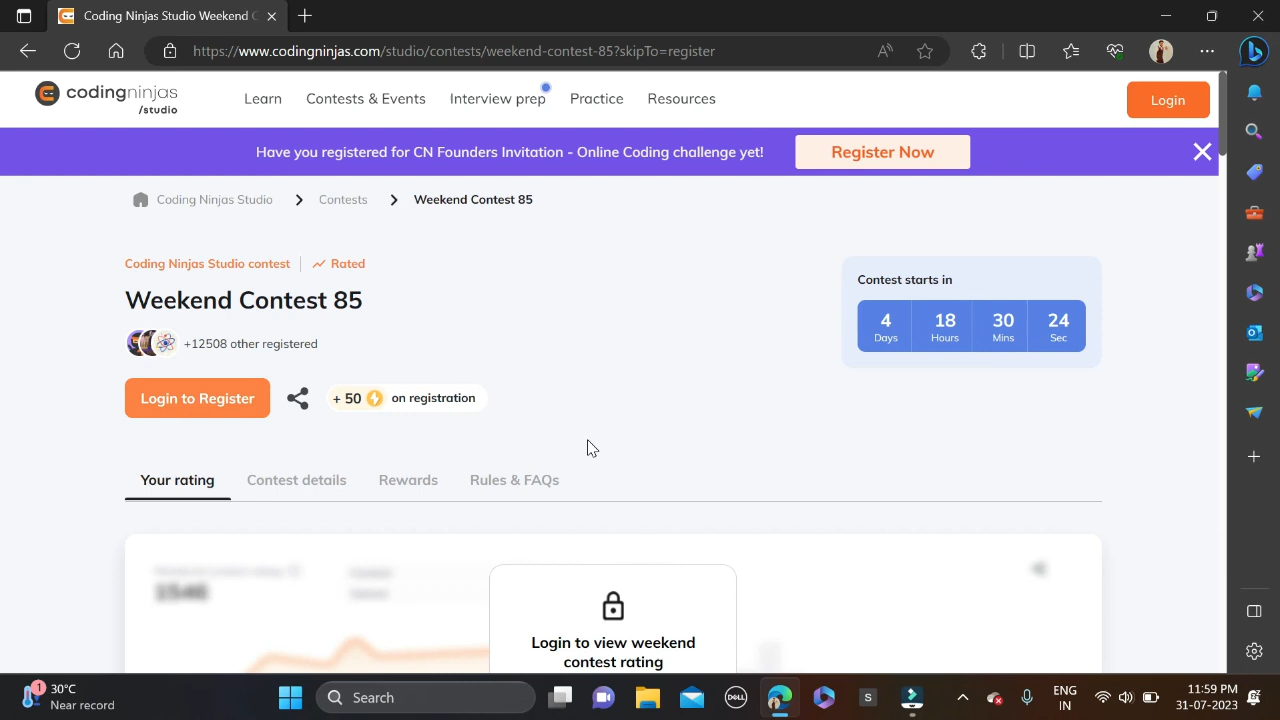 Coding Ninjas Studio Weekend C
https://www.codingninjas.com/studio/contests/weekend-contest-85?skipTo=register
codingninjas
/studio
Learn
Contests & Events
Interview prep
Practice
Resources
Login
Have you registered for CN Founders Invitation - Online Coding challenge yet!
Register Now
Coding Ninjas Studio
Contests
Weekend Contest 85
Coding Ninjas Studio contest
Rated
Weekend Contest 85
+12508 other registered
Contest starts in
4
18
30
24
Days
Hours
Mins
Sec
Login to Register
+ 50
on registration
Your rating
Contest details
Rewards
Rules & FAQs
1546
Login to view weekend
contest rating
1
30°C
Near record
Search
DELL
S
ENG
IN
11:59 PM
31-07-2023